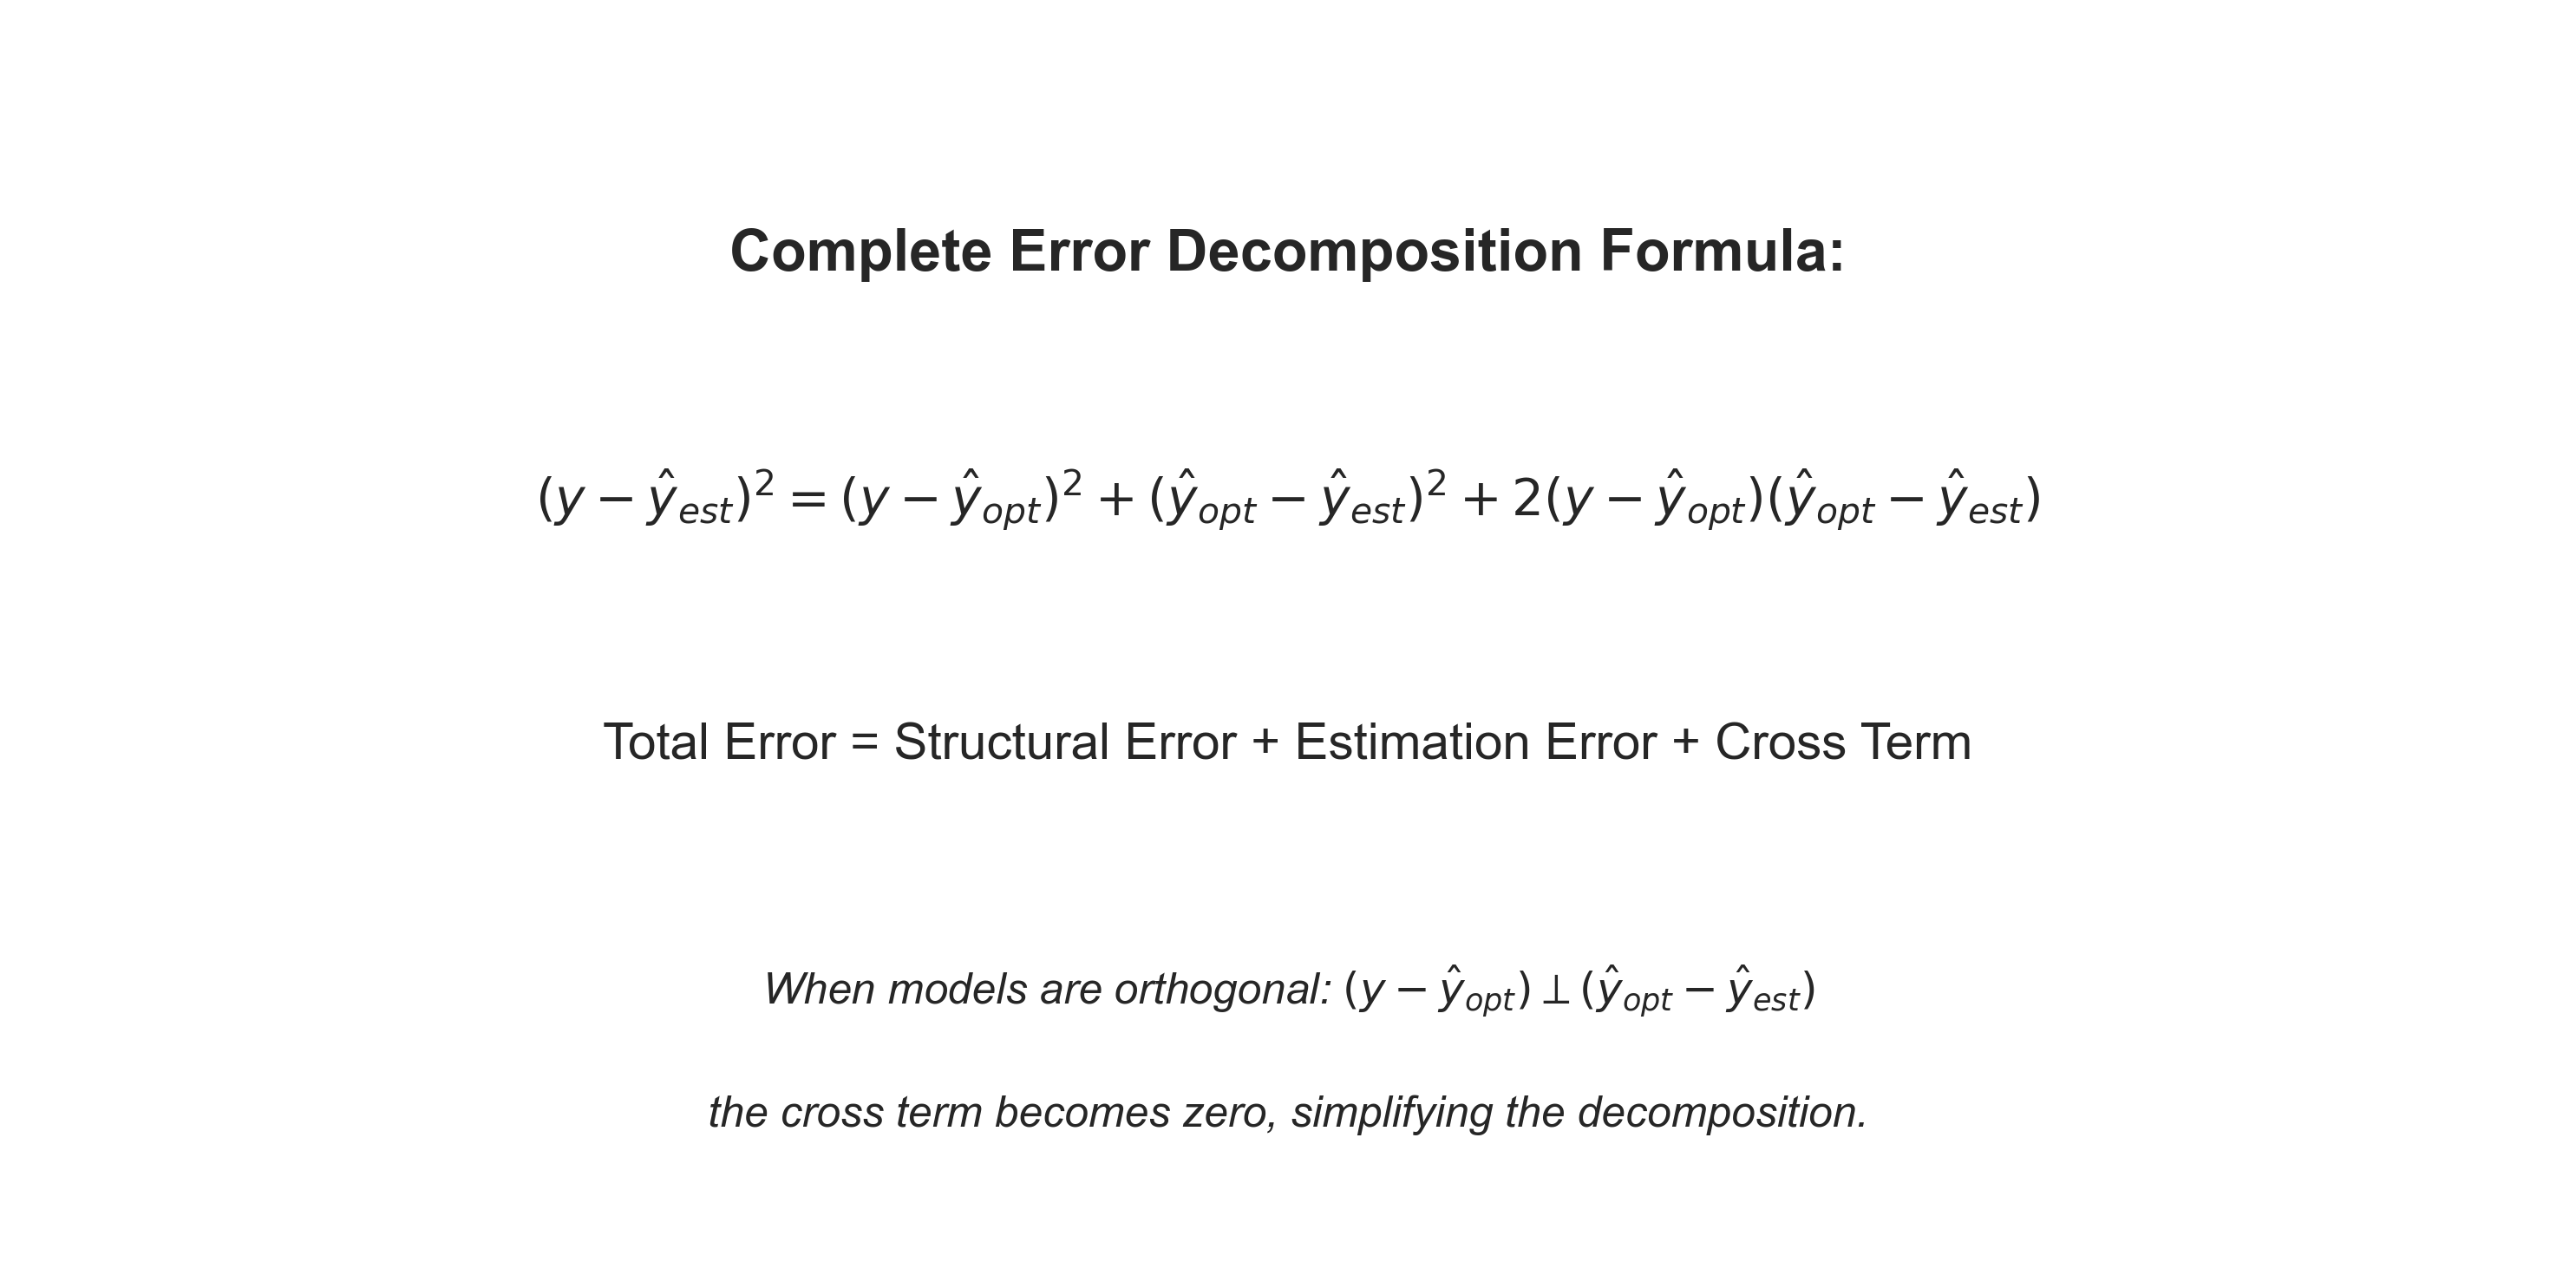 Complete Error Decomposition Formula:
$(y - \hat{y}_{est})^2 = (y - \hat{y}_{opt})^2 + (\hat{y}_{opt} - \hat{y}_{est})^2 + 2(y - \hat{y}_{opt})(\hat{y}_{opt} - \hat{y}_{est})$
Total Error = Structural Error + Estimation Error + Cross Term
When models are orthogonal: $(y - \hat{y}_{opt}) \perp (\hat{y}_{opt} - \hat{y}_{est})$
the cross term becomes zero, simplifying the decomposition.